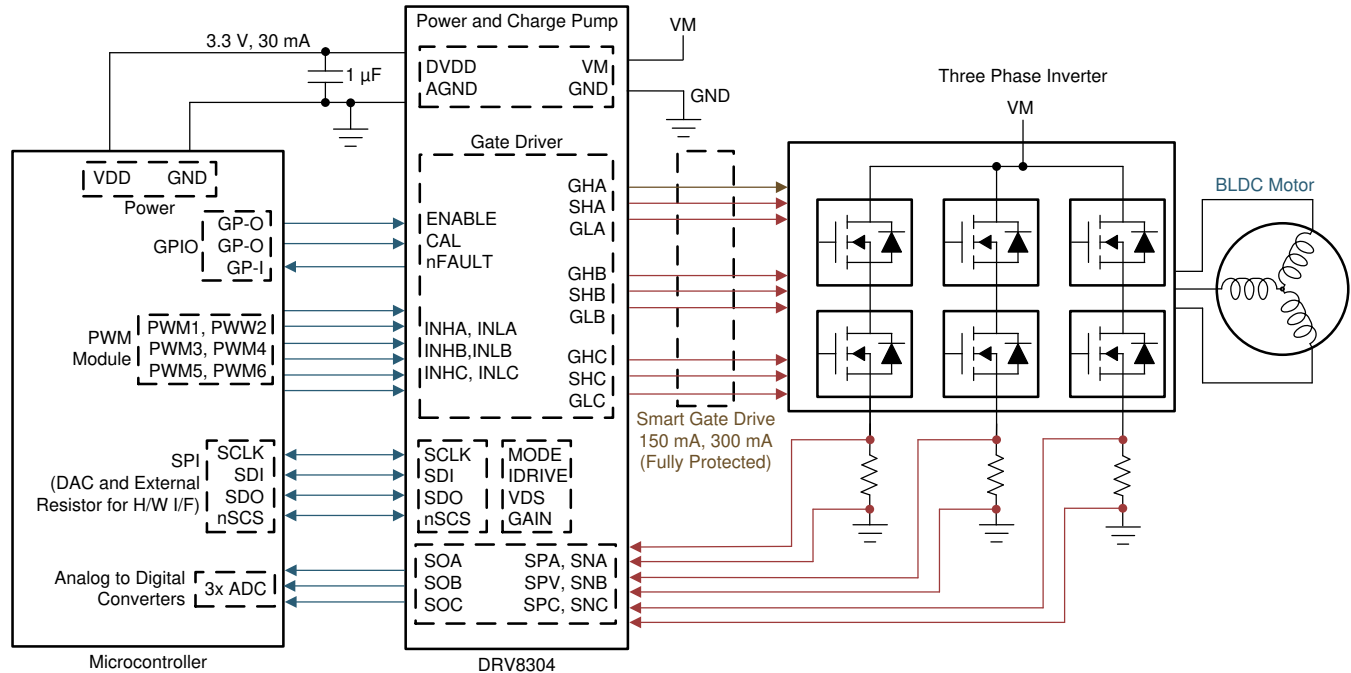 Power and Charge Pump
VM
3.3 V, 30 mA
DVDD
VM
AGND
GND
1 µF
GND
Three Phase Inverter
VM
Gate Driver
VDD
GND
Power
GHA
SHA
GLA
BLDC Motor
GPIO
GP-O
GP-O
GP-I
ENABLE
CAL
nFAULT
GHB
SHB
GLB
PWM
Module
PWM1, PWW2
PWM3, PWM4
PWM5, PWM6
INHA, INLA
INHB,INLB
INHC, INLC
GHC
SHC
GLC
Smart Gate Drive
150 mA, 300 mA
(Fully Protected)
SPI
(DAC and External
Resistor for H/W I/F)
SCLK
SDI
SDO
nSCS
SCLK
SDI
SDO
nSCS
MODE
IDRIVE
VDS
GAIN
Analog to Digital
Converters
3x ADC
SOA
SOB
SOC
SPA, SNA
SPV, SNB
SPC, SNC
Microcontroller
DRV8304